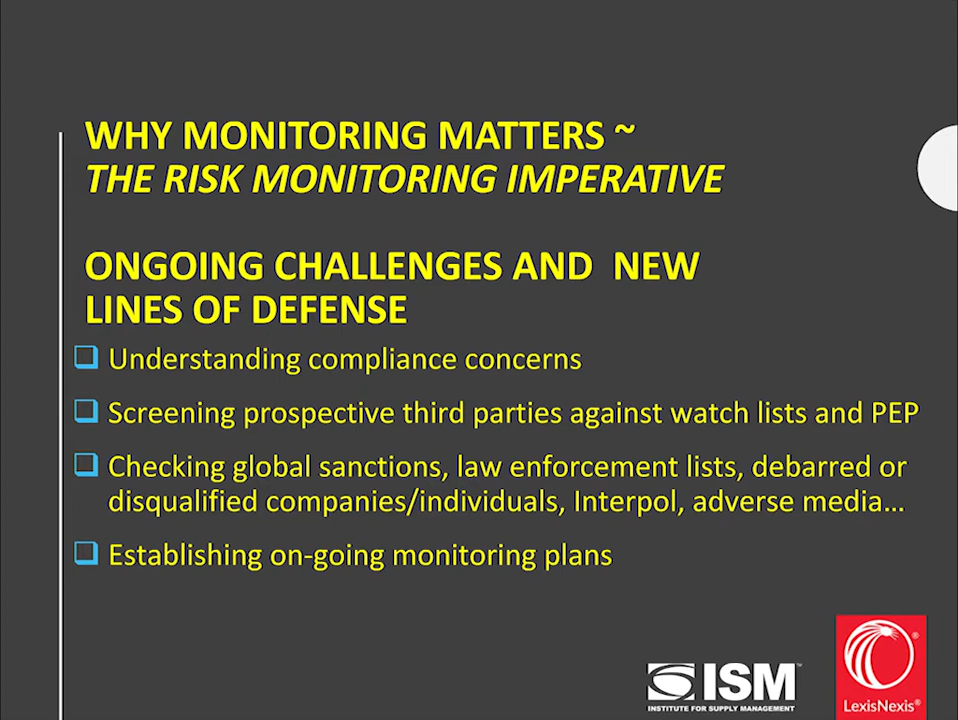 WHY MONITORING MATTERS ~
THE RISK MONITORING IMPERATIVE
ONGOING CHALLENGES AND  NEW
LINES OF DEFENSE
Understanding compliance concerns
Screening prospective third parties against watch lists and PEP
Checking global sanctions, law enforcement lists, debarred or
disqualified companies/individuals, Interpol, adverse media…
Establishing on-going monitoring plans
ISM™
INSTITUTE FOR SUPPLY MANAGEMENT
®
LexisNexis®